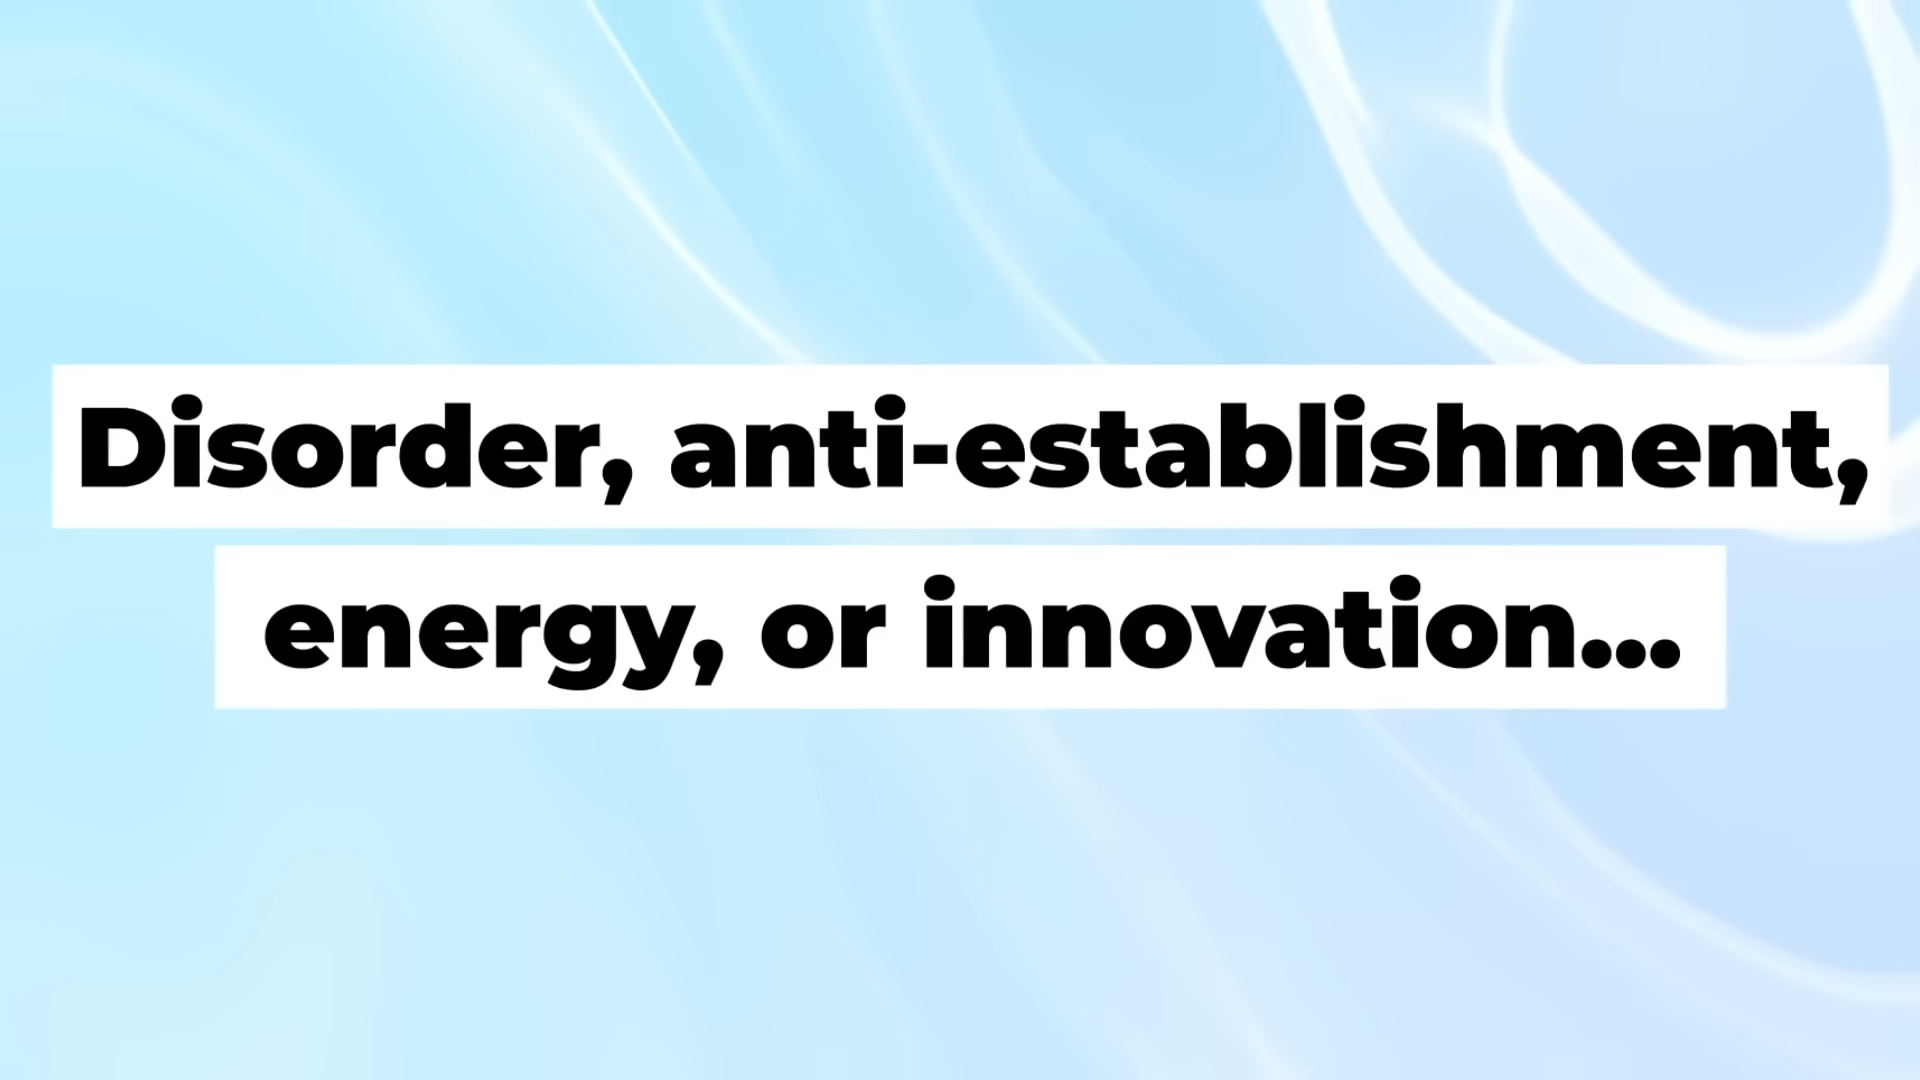 Disorder, anti-establishment,
energy, or innovation...